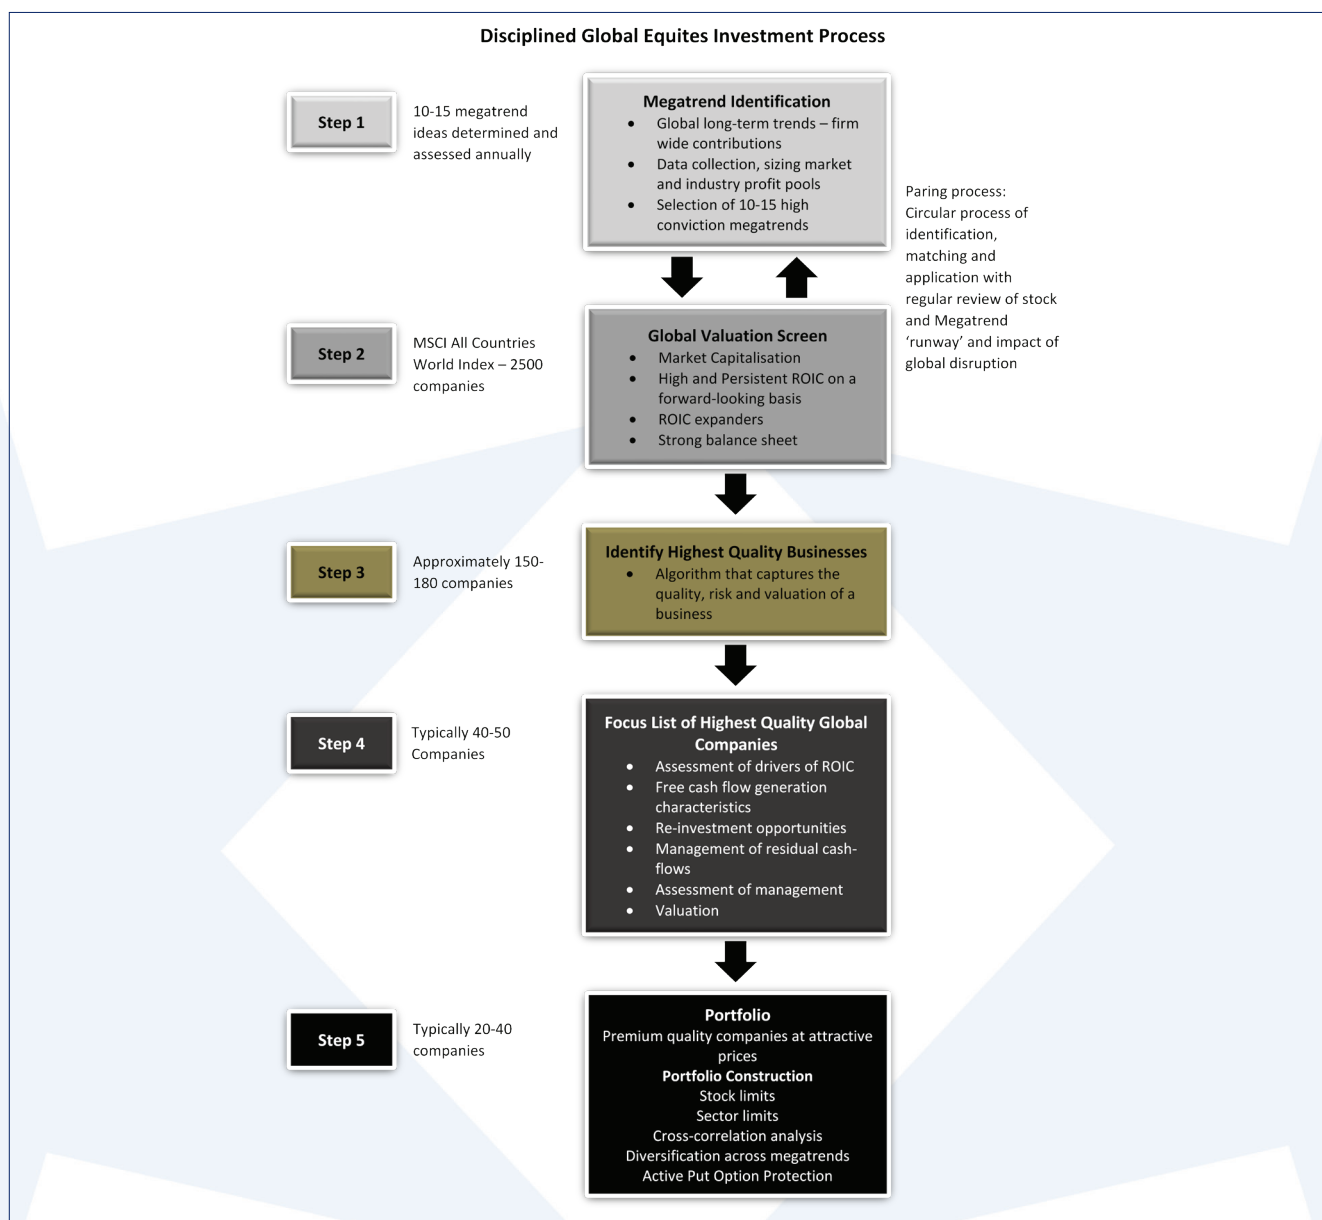 Disciplined Global Equites Investment Process
Step 1
10-15 megatrend
ideas determined and
assessed annually
Megatrend Identification
• Global long-term trends – firm
wide contributions
• Data collection, sizing market
and industry profit pools
• Selection of 10-15 high
conviction megatrends
Paring process:
Circular process of
identification,
matching and
application with
regular review of stock
and Megatrend
‘runway’ and impact of
global disruption
Step 2
MSCI All Countries
World Index – 2500
companies
Global Valuation Screen
• Market Capitalisation
• High and Persistent ROIC on a
forward-looking basis
• ROIC expanders
• Strong balance sheet
Step 3
Approximately 150-
180 companies
Identify Highest Quality Businesses
• Algorithm that captures the
quality, risk and valuation of a
business
Step 4
Typically 40-50
Companies
Focus List of Highest Quality Global
Companies
• Assessment of drivers of ROIC
• Free cash flow generation
characteristics
• Re-investment opportunities
• Management of residual cash-
flows
• Assessment of management
• Valuation
Step 5
Typically 20-40
companies
Portfolio
Premium quality companies at attractive
prices
Portfolio Construction
Stock limits
Sector limits
Cross-correlation analysis
Diversification across megatrends
Active Put Option Protection